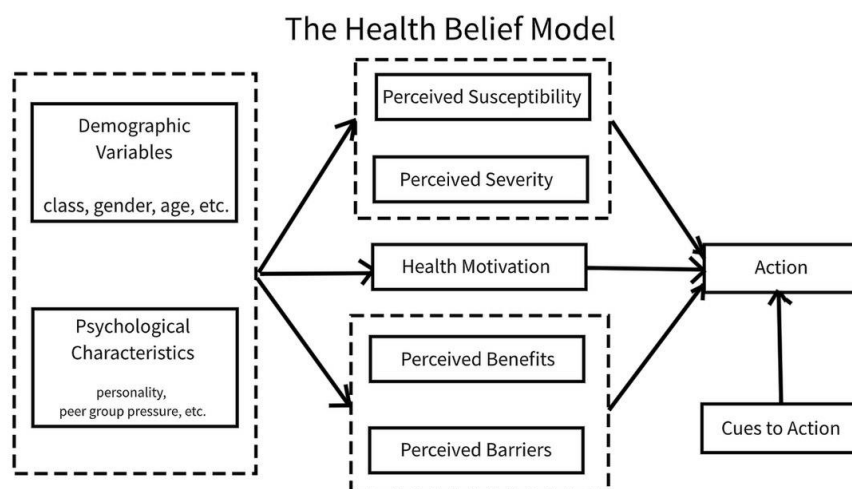 The Health Belief Model
Demographic
Variables
class, gender, age, etc.
Psychological
Characteristics
personality,
peer group pressure, etc.
Perceived Susceptibility
Perceived Severity
Health Motivation
Perceived Benefits
Perceived Barriers
Action
Cues to Action